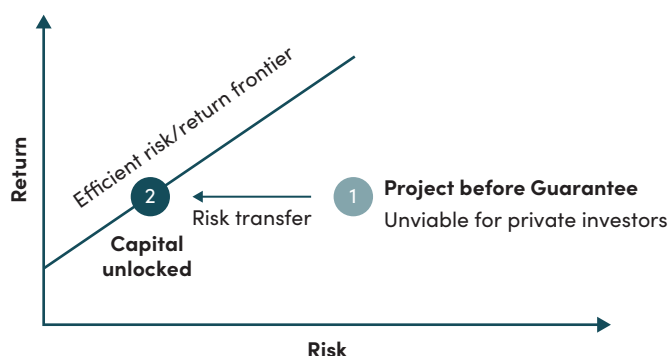 Return
Efficient risk/return frontier
2
Capital
unlocked
Risk transfer
1
Project before Guarantee
Unviable for private investors
Risk